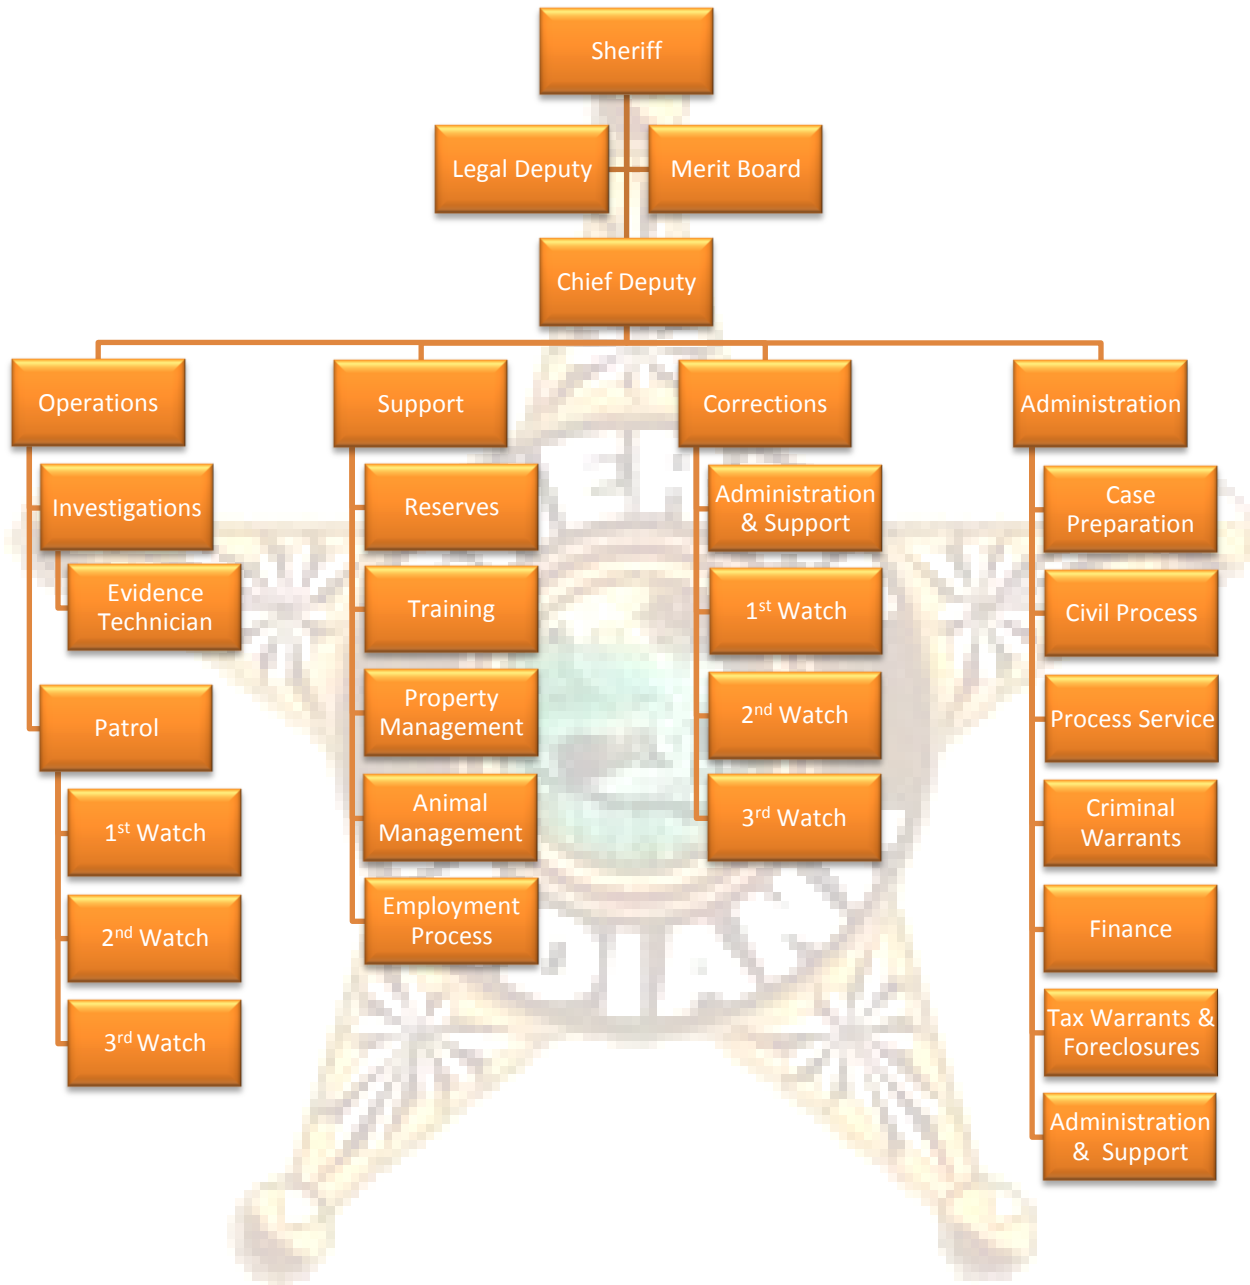 Sheriff
Legal Deputy
Merit Board
Chief Deputy
Operations
Investigations
Evidence
Technician
Patrol
1st Watch
2nd Watch
3rd Watch
Support
Reserves
Training
Property
Management
Animal
Management
Employment
Process
Corrections
Administration
& Support
1st Watch
2nd Watch
3rd Watch
Administration
Case
Preparation
Civil Process
Process Service
Criminal
Warrants
Finance
Tax Warrants &
Foreclosures
Administration
& Support